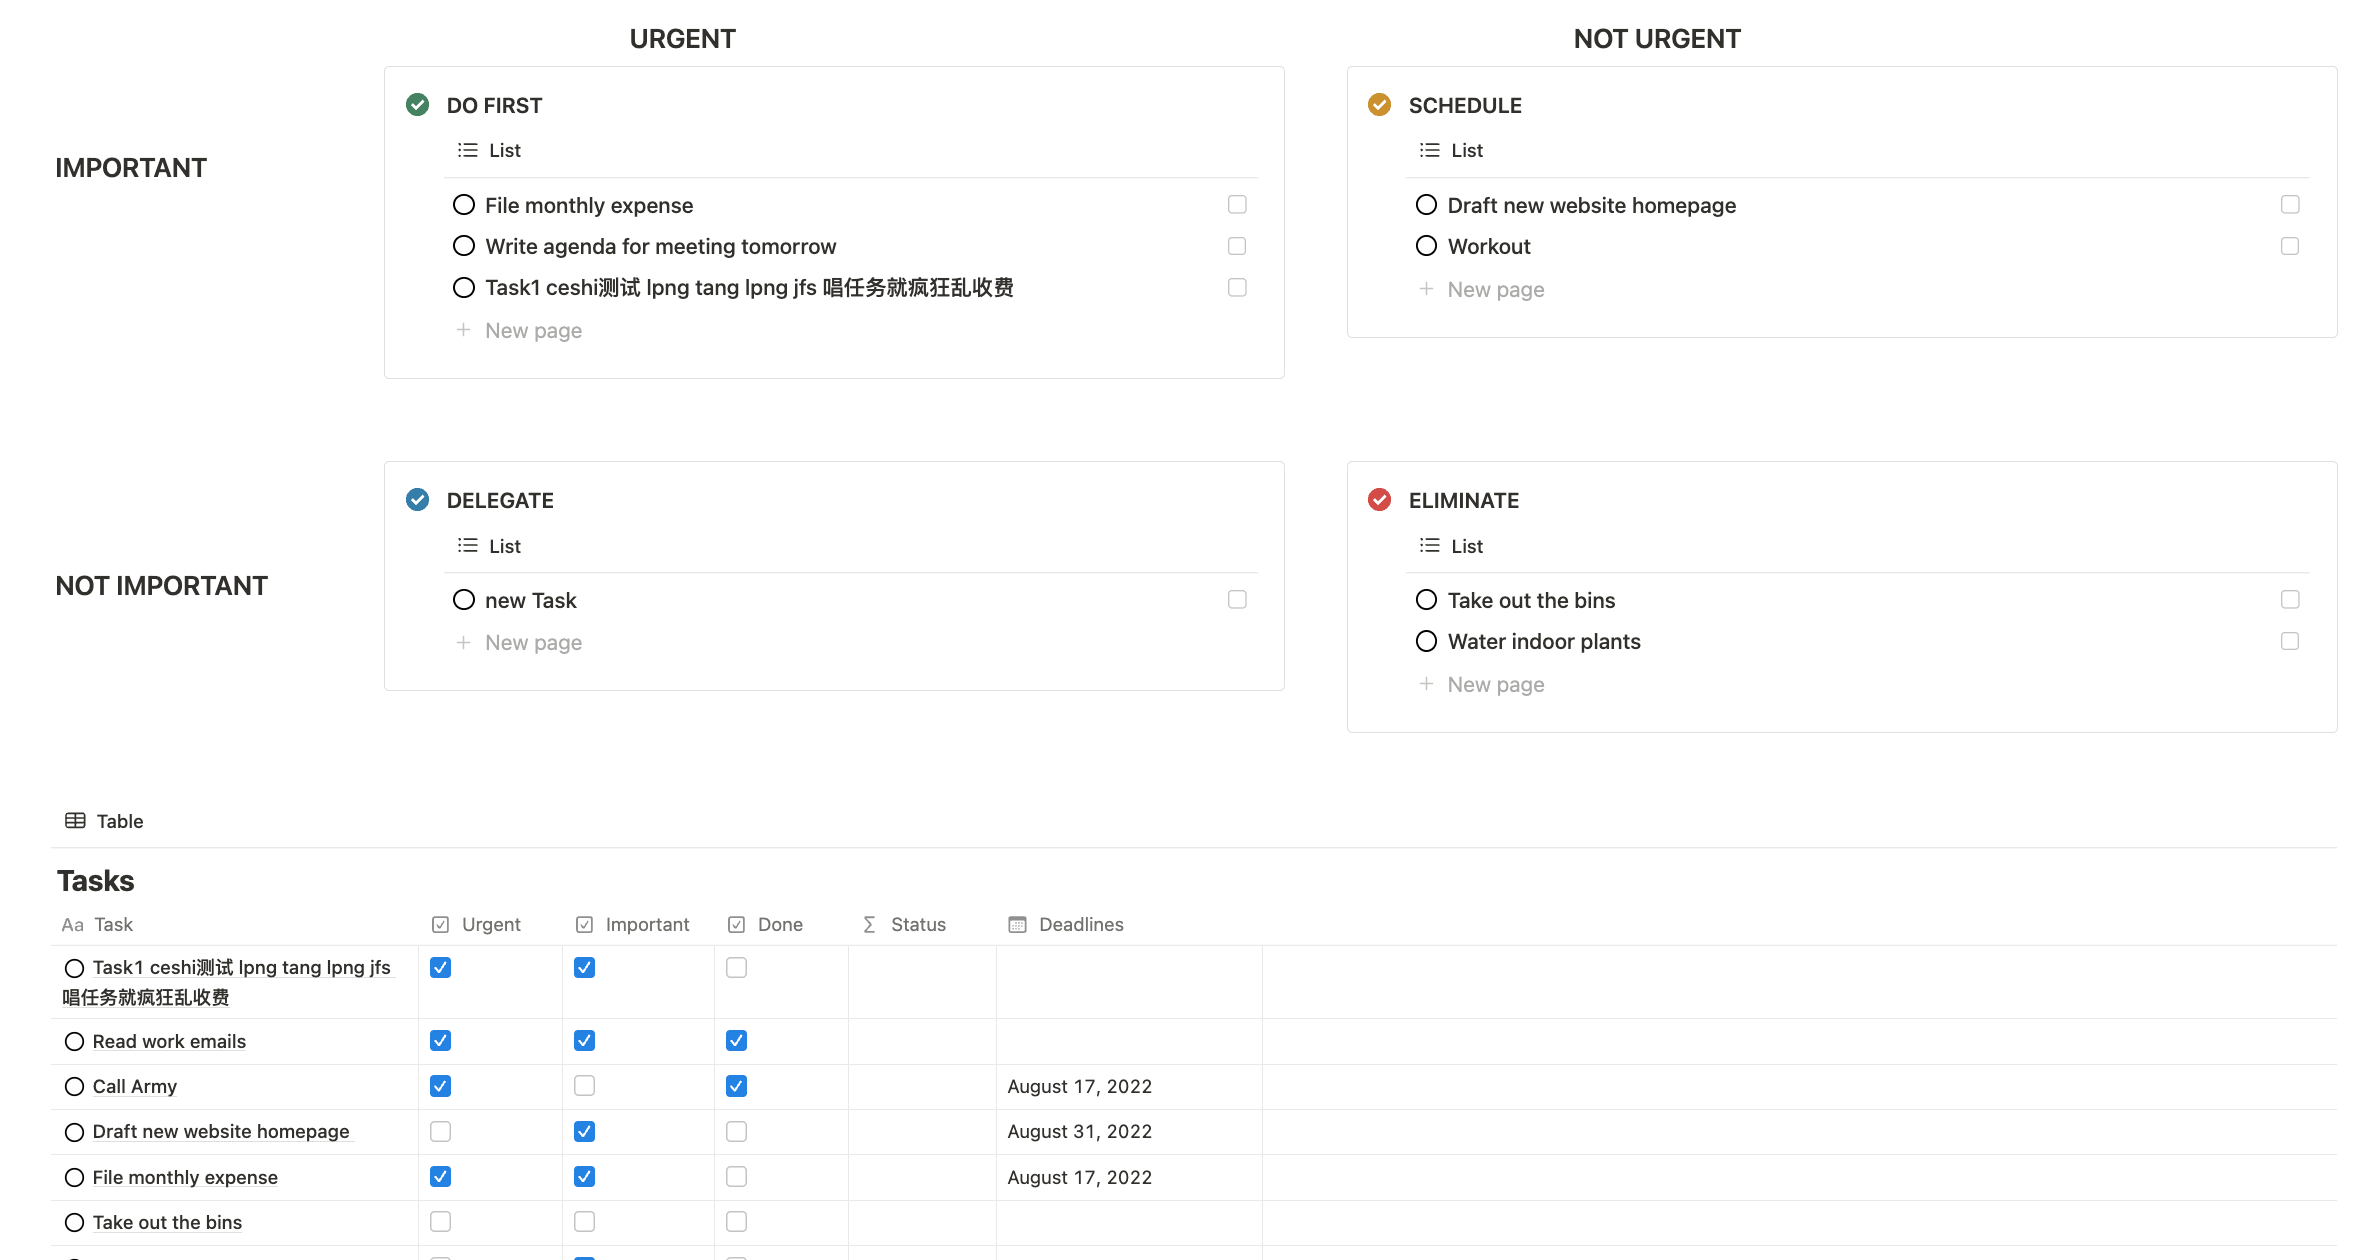 URGENT
NOT URGENT
IMPORTANT
DO FIRST
List
File monthly expense
Write agenda for meeting tomorrow
Task1 ceshi测试 lpng tang lpng jfs 唱任务就疯狂乱收费
New page
SCHEDULE
List
Draft new website homepage
Workout
New page
NOT IMPORTANT
DELEGATE
List
new Task
New page
ELIMINATE
List
Take out the bins
Water indoor plants
New page
Table
Tasks
Aa Task Urgent Important Done Σ Status Deadlines
Task1 ceshi测试 lpng tang lpng jfs
唱任务就疯狂乱收费
Read work emails
Call Army August 17, 2022
Draft new website homepage August 31, 2022
File monthly expense August 17, 2022
Take out the bins